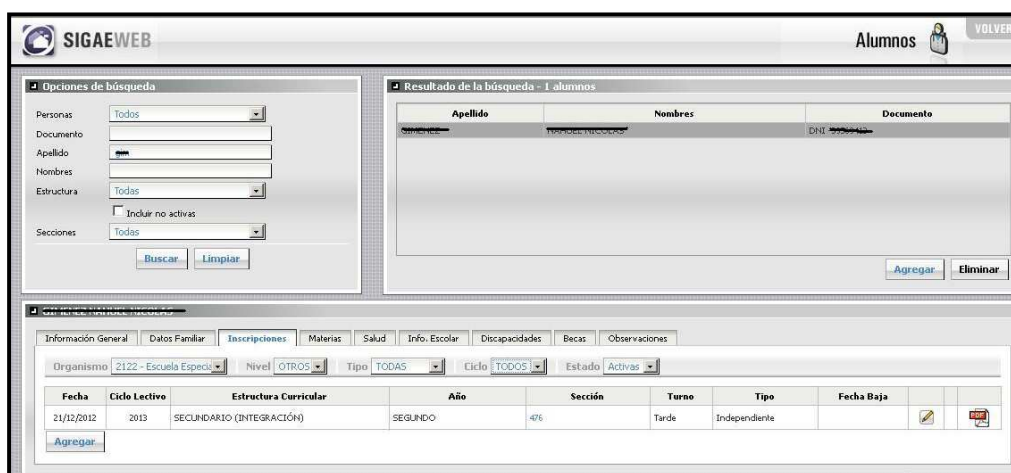 SIGAEWEB
Alumnos
VOLVER
Opciones de búsqueda
Personas Todos
Documento
Apellido
Nombres
Estructura Todas
Incluir no activas
Secciones Todas
Buscar Limpiar
Resultado de la búsqueda - 1 alumnos
Apellido Nombres Documento
DNI
Agregar Eliminar
Información General Datos Familiar Inscripciones Materias Salud Info. Escolar Discapacidades Becas Observaciones
Organismo 2122 - Escuela Especia Nivel OTROS Tipo TODAS Ciclo TODOS Estado Activas
Fecha Ciclo Lectivo Estructura Curricular Año Sección Turno Tipo Fecha Baja
21/12/2012 2013 SECUNDARIO (INTEGRACIÓN) SEGUNDO 476 Tarde Independiente
Agregar